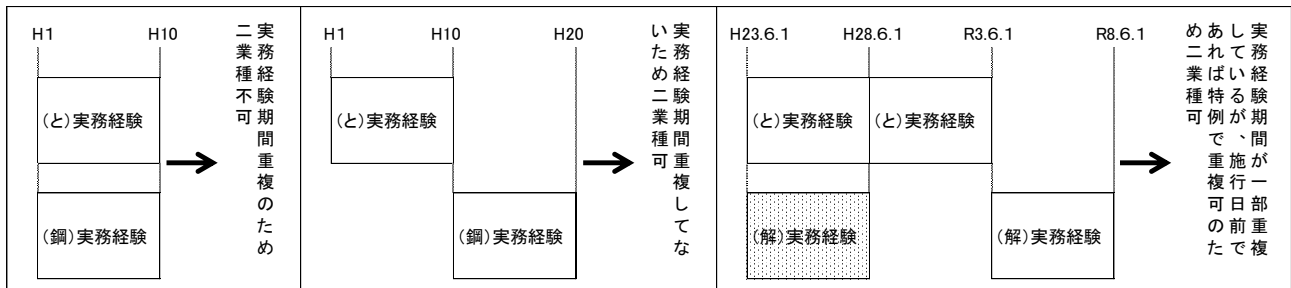 H1 H10
(と)実務経験
(鋼)実務経験
実務経験期間重複のため
二業種不可
H1 H10 H20
(と)実務経験
(鋼)実務経験
実務経験期間重複してな
いため二業種可
H23.6.1 H28.6.1 R3.6.1 R8.6.1
(と)実務経験 (と)実務経験
(解)実務経験 (解)実務経験
実務経験期間が一部重複
しているが、施行日前で
あれば特例で重複可のた
め二業種可